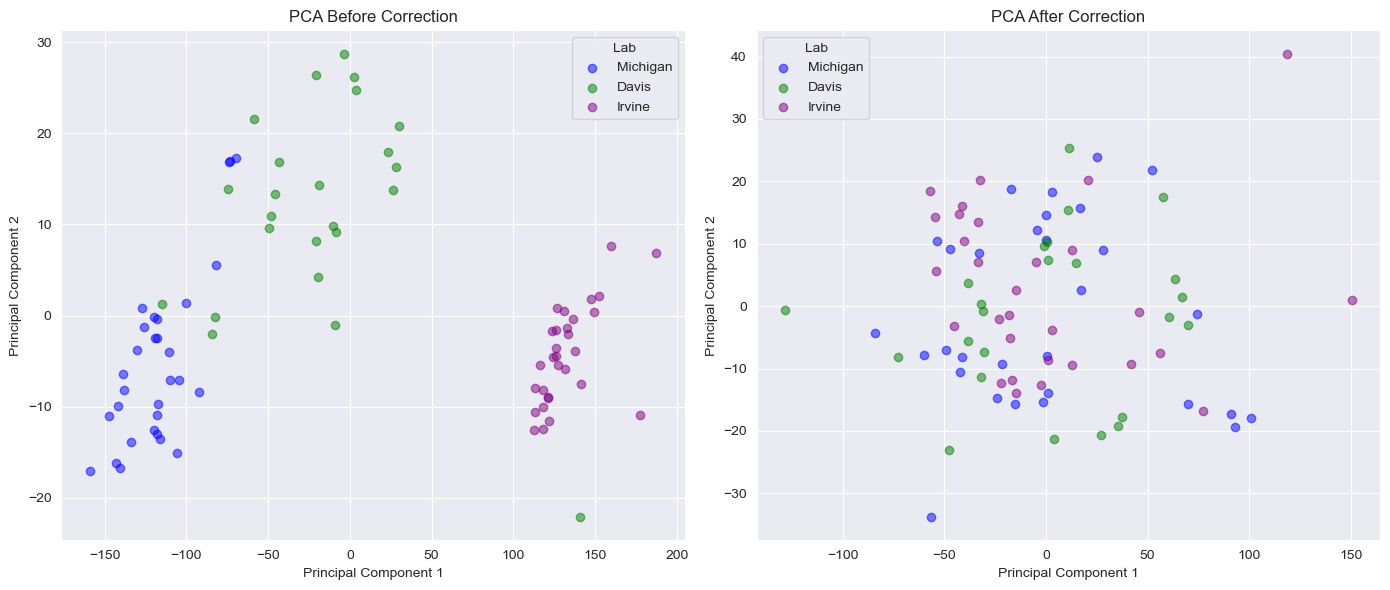 PCA Before Correction
Principal Component 2
30
20
10
0
−10
−20
Lab
Michigan
Davis
Irvine
−150
−100
−50
0
50
100
150
200
Principal Component 1
PCA After Correction
Principal Component 2
40
30
20
10
0
−10
−20
−30
Lab
Michigan
Davis
Irvine
−100
−50
0
50
100
150
Principal Component 1